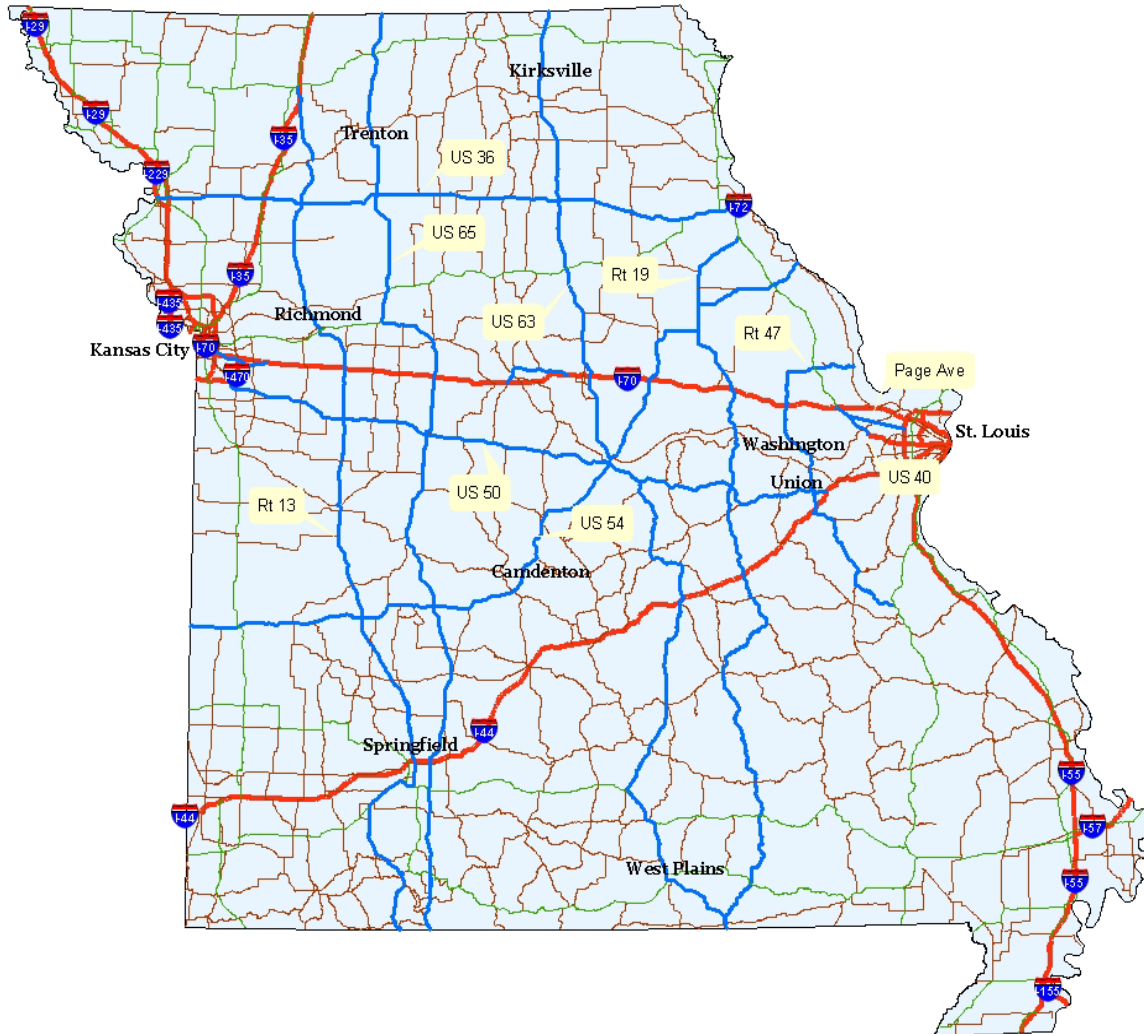 I-29
Kirksville
I-29
Trenton
I-35
US 36
I-229
I-72
US 65
Rt 19
I-35
I-435
Richmond
US 63
I-435
Rt 47
Kansas City
I-70
Page Ave
I-470
I-70
St. Louis
Washington
US 40
Union
US 50
Rt 13
US 54
Camdenton
I-44
Springfield
I-55
I-44
I-57
West Plains
I-55
I-155